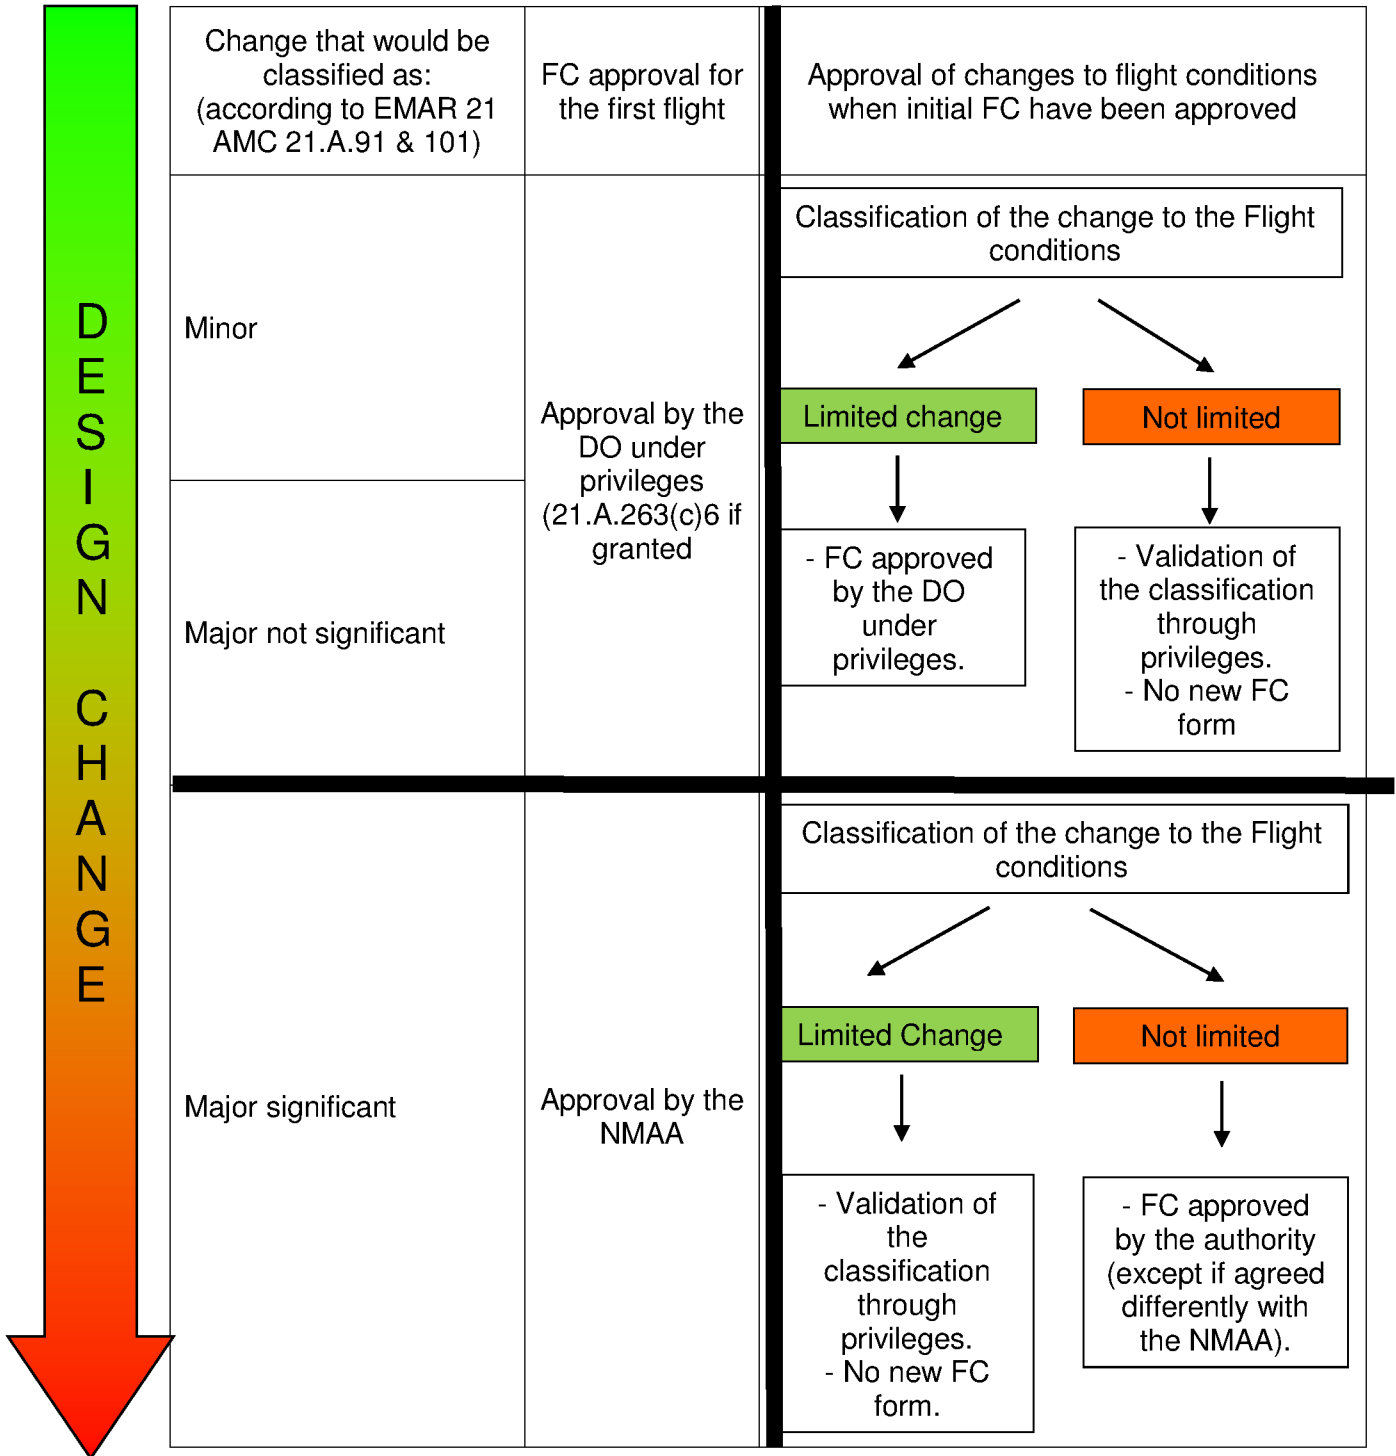 DESIGN CHANGE
Change that would be
classified as:
(according to EMAR 21
AMC 21.A.91 & 101)
FC approval for
the first flight
Approval of changes to flight conditions
when initial FC have been approved
Minor
Major not significant
Approval by the
DO under
privileges
(21.A.263(c)6 if
granted
Classification of the change to the Flight
conditions
Limited change
Not limited
- FC approved
by the DO
under
privileges.
- Validation of
the classification
through
privileges.
- No new FC
form
Major significant
Approval by the
NMAA
Classification of the change to the Flight
conditions
Limited Change
Not limited
- Validation of
the
classification
through
privileges.
- No new FC
form.
- FC approved
by the authority
(except if agreed
differently with
the NMAA).